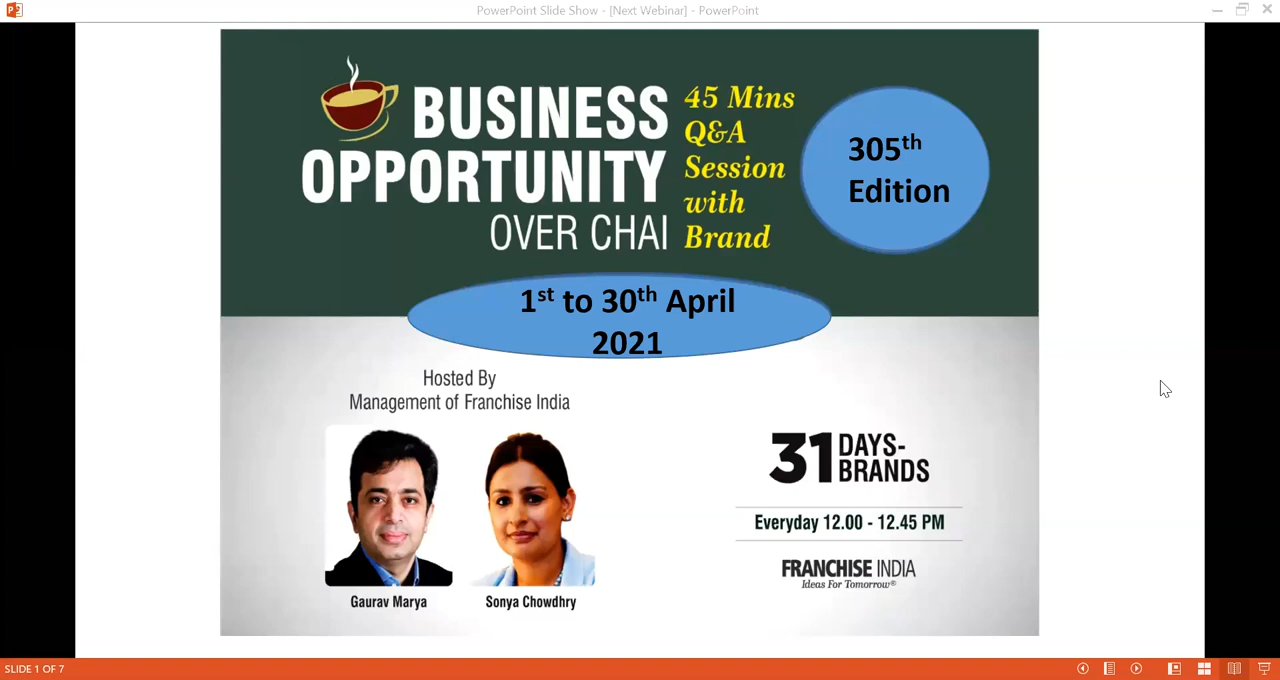 PowerPoint Slide Show - [Next Webinar] - PowerPoint
BUSINESS
OPPORTUNITY
OVER CHAI
45 Mins
Q&A
Session
with
Brand
305th
Edition
1st to 30th April
2021
Hosted By
Management of Franchise India
Gaurav Marya
Sonya Chowdhry
31 DAYS-
BRANDS
Everyday 12.00 - 12.45 PM
FRANCHISE INDIA
Ideas For Tomorrow®
SLIDE 1 OF 7